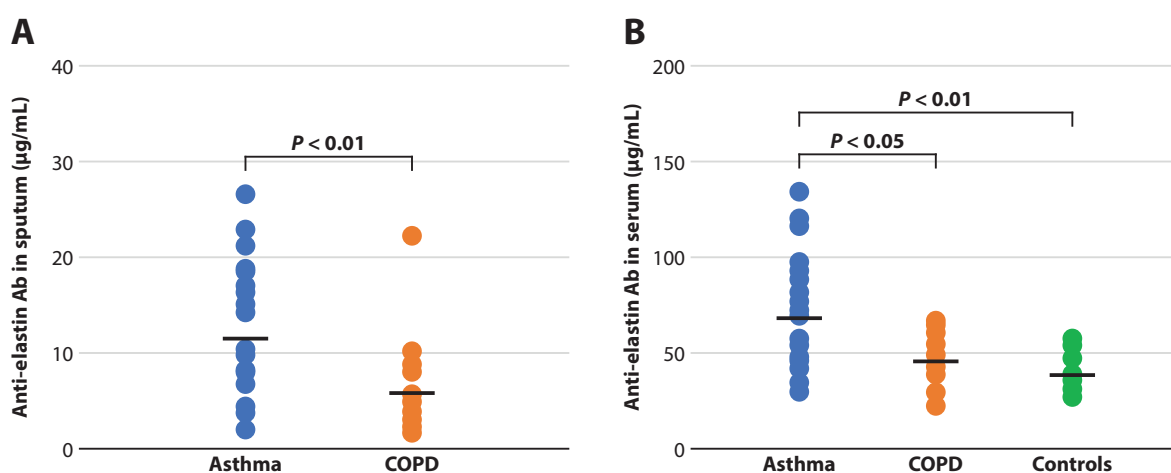 A
Anti-elastin Ab in sputum (µg/mL)
40
30
20
10
0
P < 0.01
Asthma
COPD
B
Anti-elastin Ab in serum (µg/mL)
200
150
100
50
0
P < 0.01
P < 0.05
Asthma
COPD
Controls